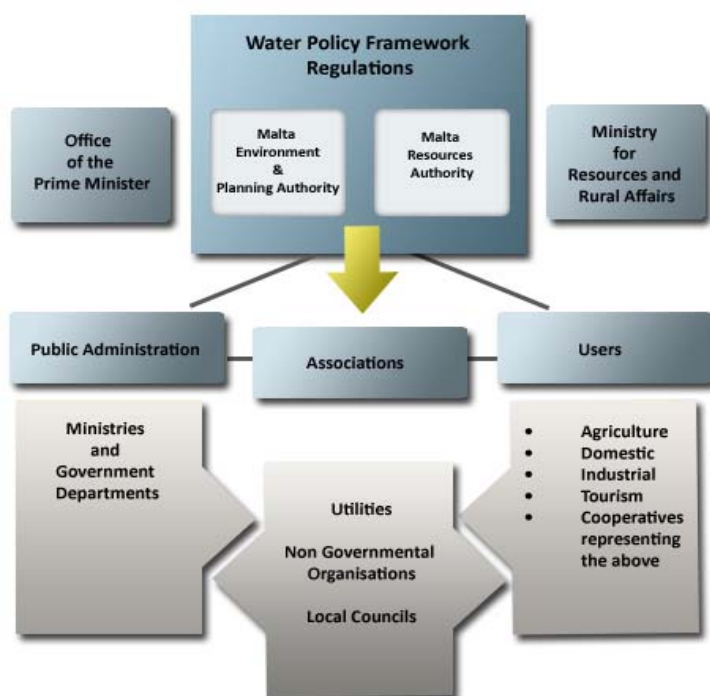 Water Policy Framework
Regulations
Office
of the
Prime Minister
Malta
Environment
&
Planning Authority
Malta
Resources
Authority
Ministry
for
Resources and
Rural Affairs
Public Administration
Associations
Users
Ministries
and
Government
Departments
Utilities
Non Governmental
Organisations
Local Councils
• Agriculture
• Domestic
• Industrial
• Tourism
• Cooperatives
representing
the above